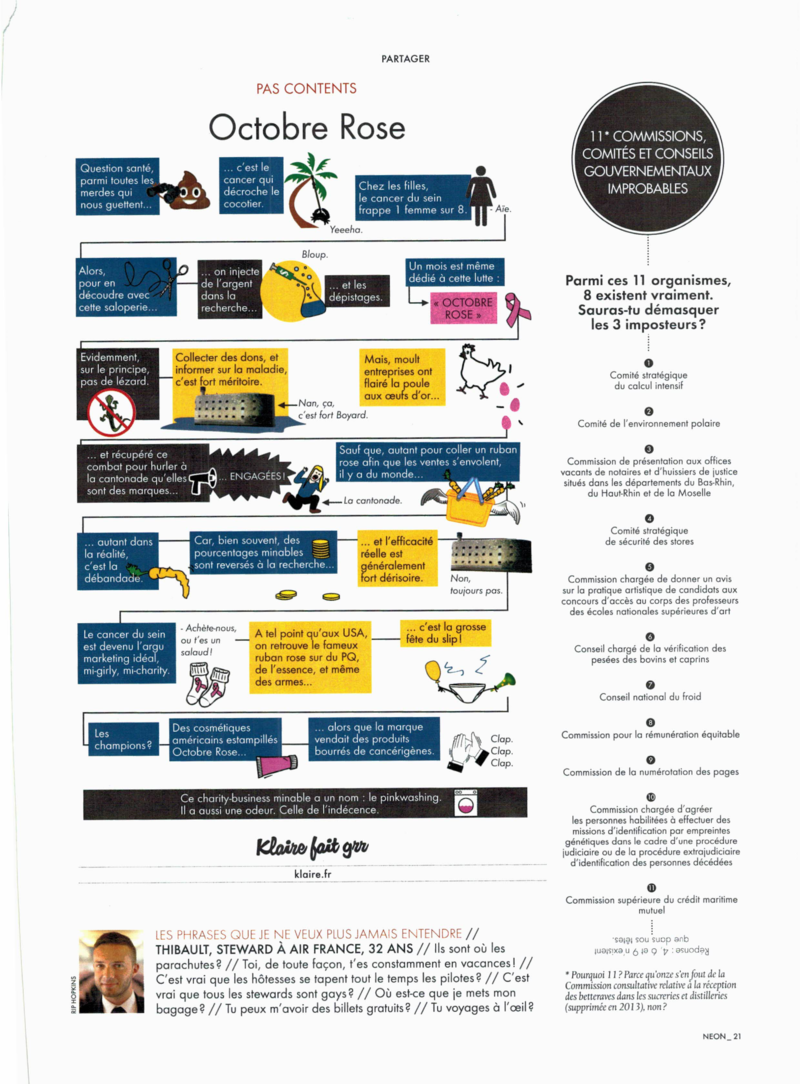 PARTAGER
PAS CONTENTS
Octobre Rose
Question santé,
parmi toutes les
merdes qui
nous guettent...
... c'est le
cancer qui
décroche le
cocotier.
Yeeeha.
Chez les filles,
le cancer du sein
frappe 1 femme sur 8.
- Aïe.
Alors,
pour en
découdre avec
cette saloperie...
... on injecte
de l'argent
dans la
recherche...
Bloup.
... et les
dépistages.
Un mois est même
dédié à cette lutte :
« OCTOBRE
ROSE »
Evidemment,
sur le principe,
pas de lézard.
Collecter des dons, et
informer sur la maladie,
c'est fort méritoire.
Nan, ça,
c'est fort Boyard.
Mais, moult
entreprises ont
flairé la poule
aux œufs d'or...
... et récupéré ce
combat pour hurler à
la cantonade qu'elles
sont des marques...
... ENGAGÉES !
La cantonade.
Sauf que, autant pour coller un ruban
rose afin que les ventes s'envolent,
il y a du monde...
... autant dans
la réalité,
c'est la
débandade.
Car, bien souvent, des
pourcentages minables
sont reversés à la recherche...
... et l'efficacité
réelle est
généralement
fort dérisoire.
Non,
toujours pas.
Le cancer du sein
est devenu l'argu
marketing idéal,
mi-girly, mi-charity.
- Achète-nous,
ou t'es un
salaud !
A tel point qu'aux USA,
on retrouve le fameux
ruban rose sur du PQ,
de l'essence, et même
des armes...
... c'est la grosse
fête du slip !
Les
champions ?
Des cosmétiques
américains estampillés
Octobre Rose...
... alors que la marque
vendait des produits
bourrés de cancérigènes.
Clap.
Clap.
Clap.
Ce charity-business minable a un nom : le pinkwashing.
Il a aussi une odeur. Celle de l'indécence.
Klaire fait grr
klaire.fr
RIP HOPKINS
LES PHRASES QUE JE NE VEUX PLUS JAMAIS ENTENDRE //
THIBAULT, STEWARD À AIR FRANCE, 32 ANS // Ils sont où les
parachutes ? // Toi, de toute façon, t'es constamment en vacances ! //
C'est vrai que les hôtesses se tapent tout le temps les pilotes ? // C'est
vrai que tous les stewards sont gays ? // Où est-ce que je mets mon
bagage ? // Tu peux m'avoir des billets gratuits ? // Tu voyages à l'œil ?
11* COMMISSIONS,
COMITÉS ET CONSEILS
GOUVERNEMENTAUX
IMPROBABLES
Parmi ces 11 organismes,
8 existent vraiment.
Sauras-tu démasquer
les 3 imposteurs ?
1
Comité stratégique
du calcul intensif
2
Comité de l'environnement polaire
3
Commission de présentation aux offices
vacants de notaires et d'huissiers de justice
situés dans les départements du Bas-Rhin,
du Haut-Rhin et de la Moselle
4
Comité stratégique
de sécurité des stores
5
Commission chargée de donner un avis
sur la pratique artistique de candidats aux
concours d'accès au corps des professeurs
des écoles nationales supérieures d'art
6
Conseil chargé de la vérification des
pesées des bovins et caprins
7
Conseil national du froid
8
Commission pour la rémunération équitable
9
Commission de la numérotation des pages
10
Commission chargée d'agréer
les personnes habilitées à effectuer des
missions d'identification par empreintes
génétiques dans le cadre d'une procédure
judiciaire ou de la procédure extrajudiciaire
d'identification des personnes décédées
11
Commission supérieure du crédit maritime
mutuel
Réponse : 4, 6 et 9 n'existent
que dans nos têtes.
* Pourquoi 11 ? Parce qu'onze s'en fout de la
Commission consultative relative à la réception
des betteraves dans les sucreries et distilleries
(supprimée en 2013), non ?
NEON_ 21